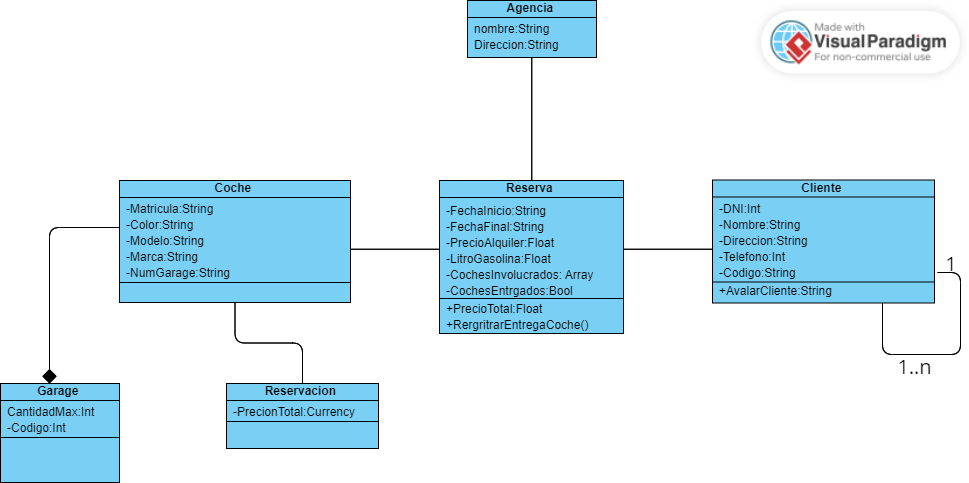 Agencia
nombre:String
Direccion:String
Made with
VisualParadigm
For non-commercial use
Coche
-Matricula:String
-Color:String
-Modelo:String
-Marca:String
-NumGarage:String
Reserva
-FechaInicio:String
-FechaFinal:String
-PrecioAlquiler:Float
-LitroGasolina:Float
-CochesInvolucrados: Array
-CochesEntrgados:Bool
+PrecioTotal:Float
+RergritrarEntregaCoche()
Cliente
-DNI:Int
-Nombre:String
-Direccion:String
-Telefono:Int
-Codigo:String
+AvalarCliente:String
1
1..n
Garage
CantidadMax:Int
-Codigo:Int
Reservacion
-PrecionTotal:Currency